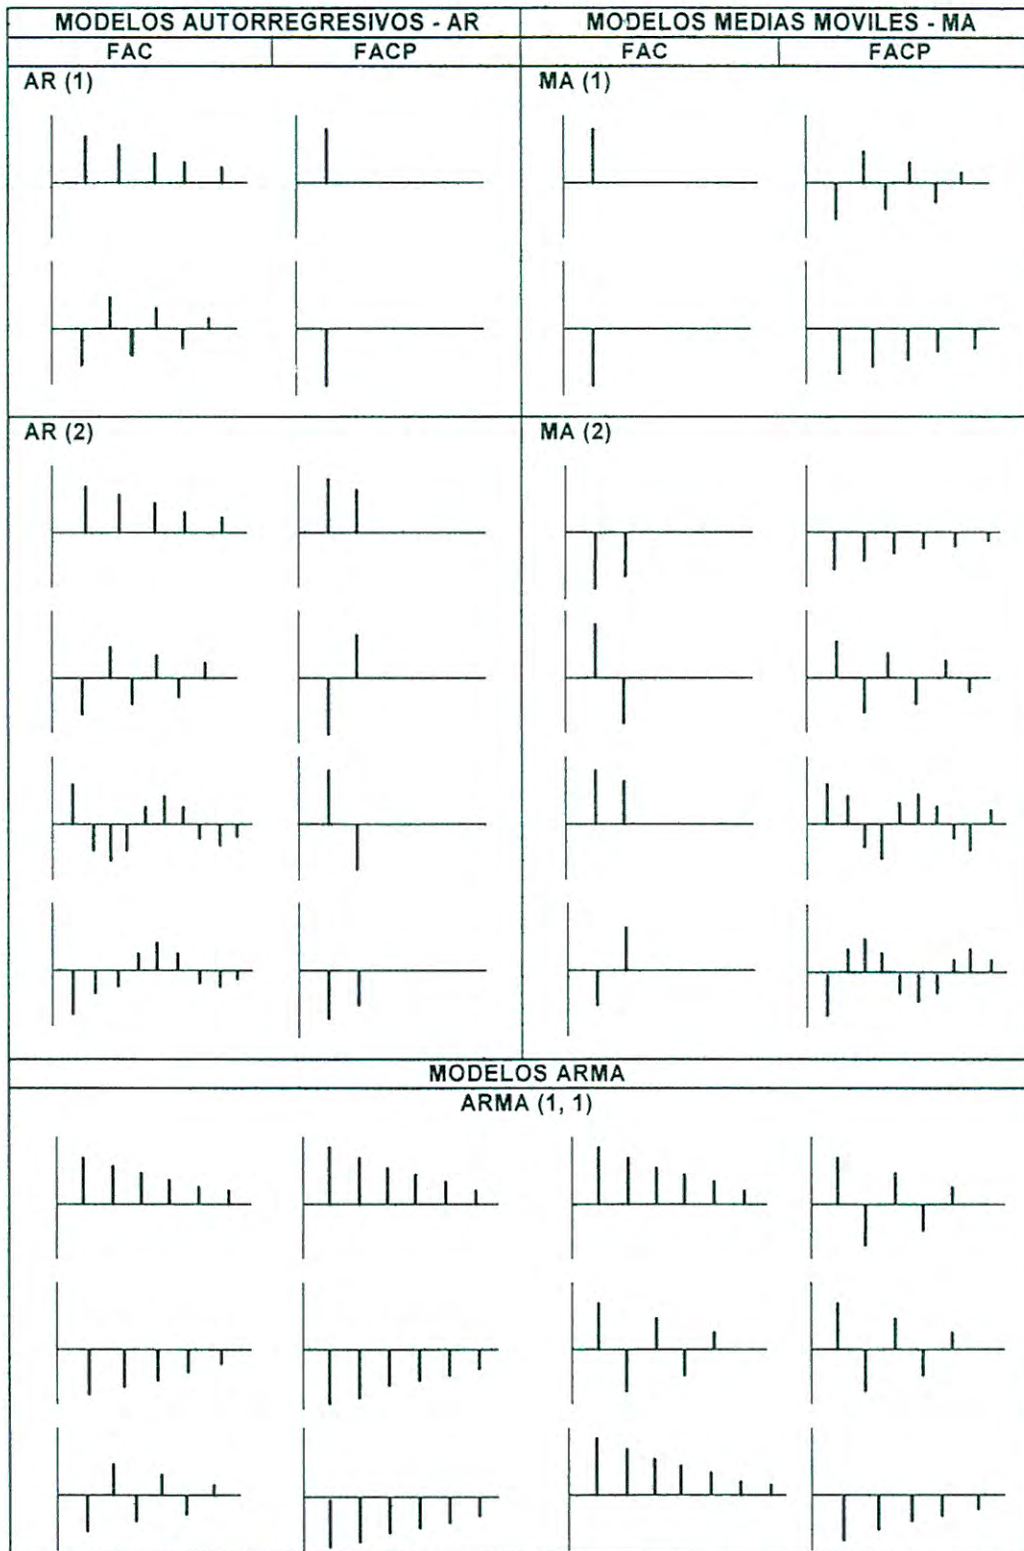 MODELOS AUTORREGRESIVOS - AR MODELOS MEDIAS MOVILES - MA
FAC FACP FAC FACP
AR (1) MA (1)
AR (2) MA (2)
MODELOS ARMA
ARMA (1, 1)